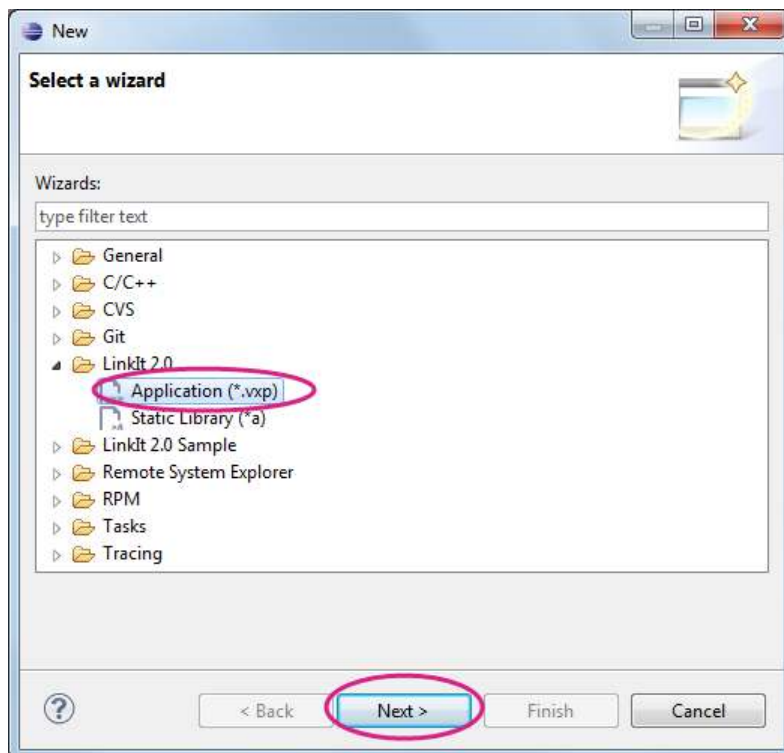 New
Select a wizard
Wizards:
type filter text
General
C/C++
CVS
Git
LinkIt 2.0
Application (*.vxp)
Static Library (*a)
LinkIt 2.0 Sample
Remote System Explorer
RPM
Tasks
Tracing
? < Back Next > Finish Cancel